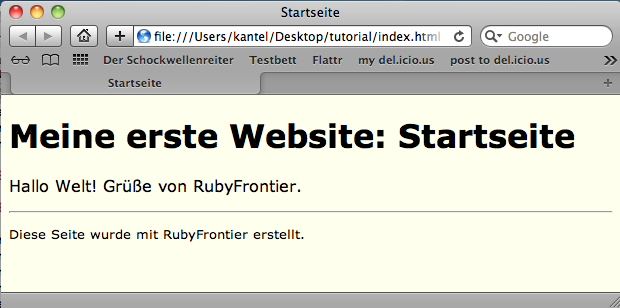 Startseite
file:///Users/kantel/Desktop/tutorial/index.html
Google
Der Schockwellenreiter Testbett Flattr my del.icio.us post to del.icio.us
Startseite
Meine erste Website: Startseite
Hallo Welt! Grüße von RubyFrontier.
Diese Seite wurde mit RubyFrontier erstellt.